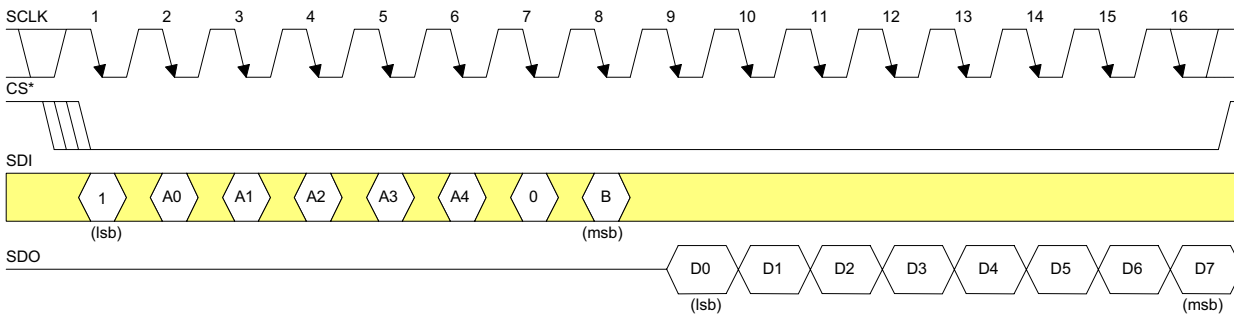 SCLK 1 2 3 4 5 6 7 8 9 10 11 12 13 14 15 16
CS*
SDI
1 A0 A1 A2 A3 A4 0 B
(lsb) (msb)
SDO
D0 D1 D2 D3 D4 D5 D6 D7
(lsb) (msb)